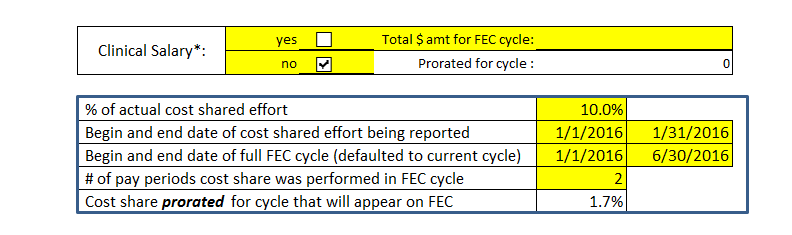 Clinical Salary*:
yes
Total $ amt for FEC cycle:
no
Prorated for cycle :
0
% of actual cost shared effort 10.0%
Begin and end date of cost shared effort being reported 1/1/2016 1/31/2016
Begin and end date of full FEC cycle (defaulted to current cycle) 1/1/2016 6/30/2016
# of pay periods cost share was performed in FEC cycle 2
Cost share prorated for cycle that will appear on FEC 1.7%